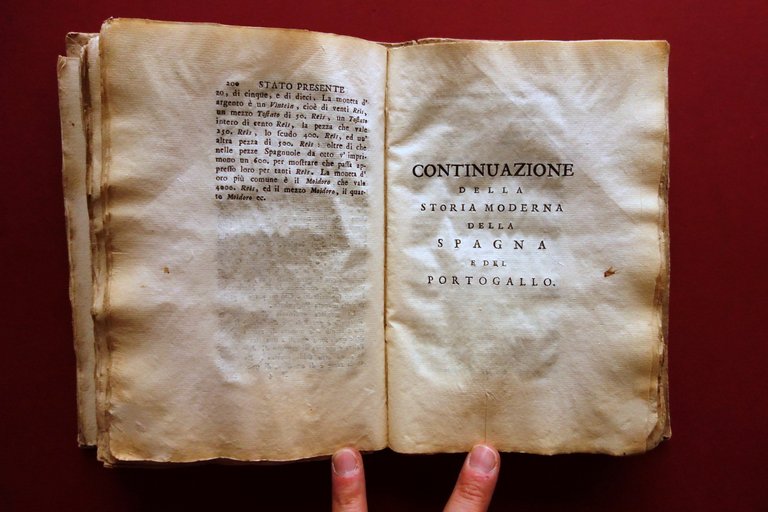 200 STATO PRESENTE
20, di cinque, e di dieci. La moneta d'
argento è un Vintein, cioè di venti Reis,
un mezzo Toſtato di 50. Reis, un Toſtato
intero di cento Reis, la pezza che vale
250. Reis, lo ſcudo 400. Reis, ed un'
altra pezza di 500. Reis: oltre di che
nelle pezze Spagnuole da otto v' impri-
mono un 600. per moſtrare che paſſa ap-
preſſo loro per tanti Reis. La moneta d'
oro più comune è il Moidoro che vale
4000. Reis, ed il mezzo Moidoro, il quar-
to Moidoro ec.
CONTINUAZIONE
DELLA
STORIA MODERNA
DELLA
SPAGNA
E DEL
PORTOGALLO.